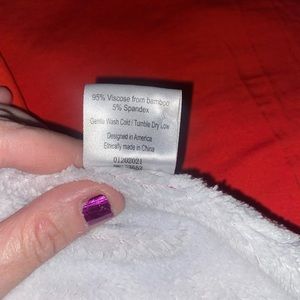 95% Viscose from bamboo
5% Spandex
Gentle Wash Cold / Tumble Dry Low
Designed in America
Ethically made in China
01202021